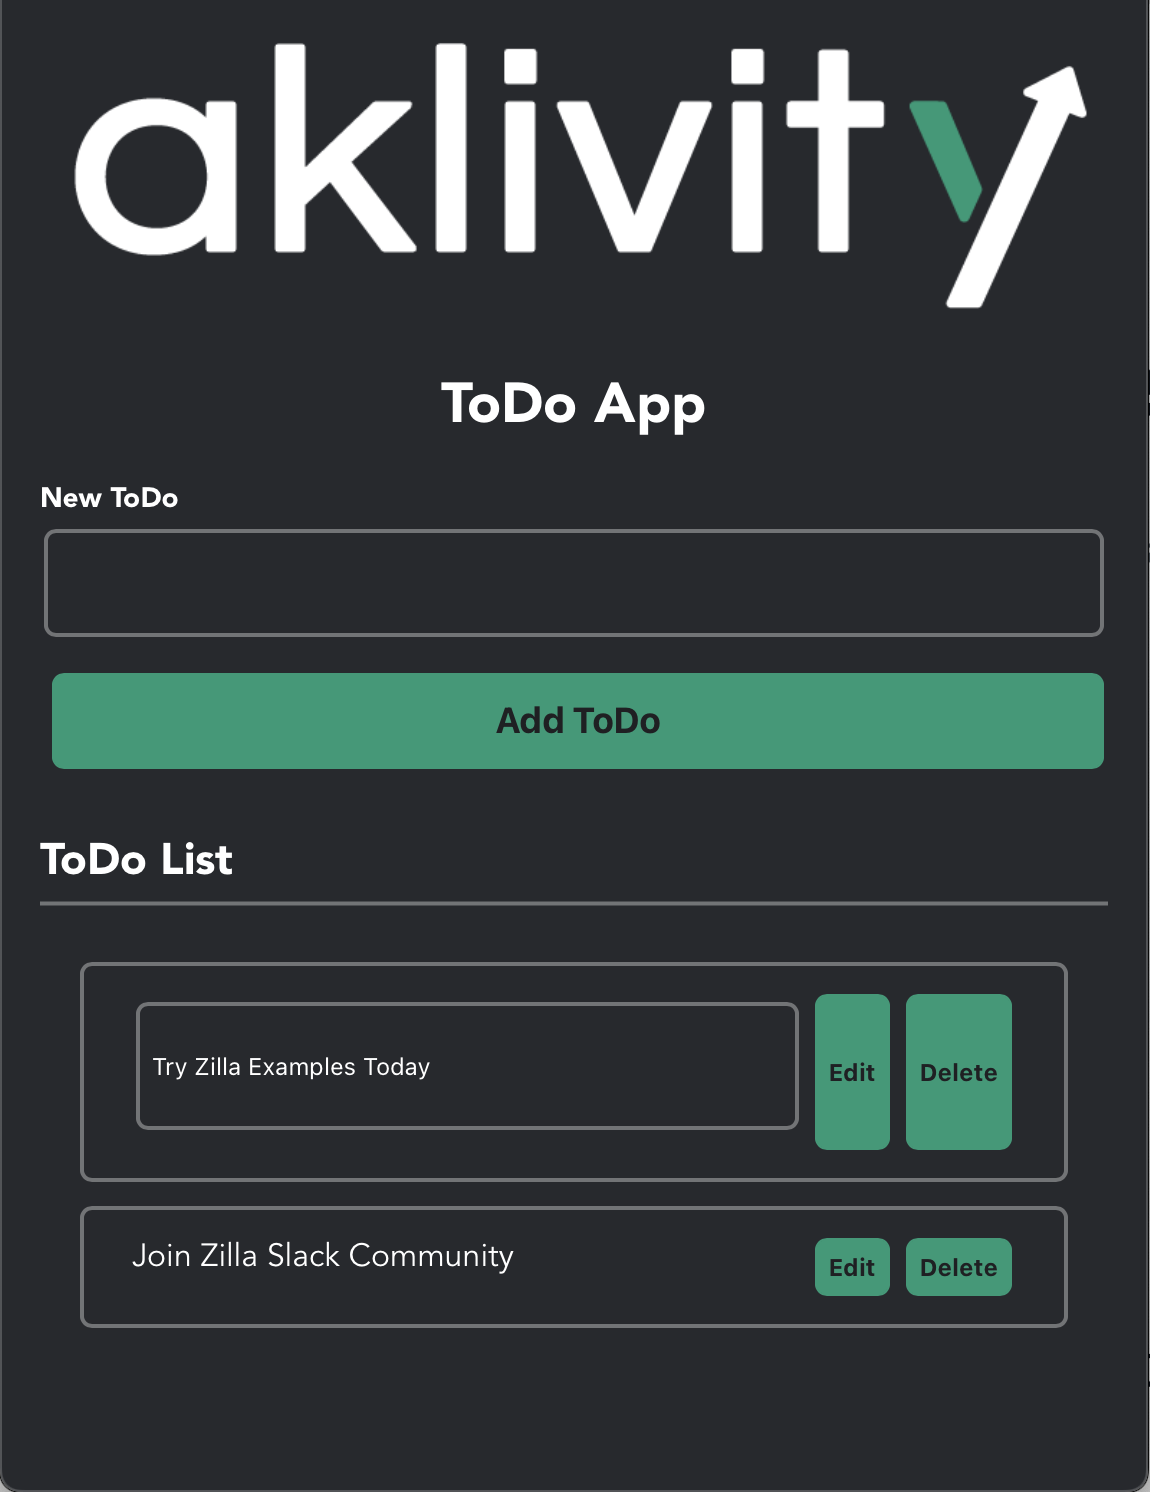 aklivity
ToDo App
New ToDo
Add ToDo
ToDo List
Try Zilla Examples Today
Edit
Delete
Join Zilla Slack Community
Edit
Delete